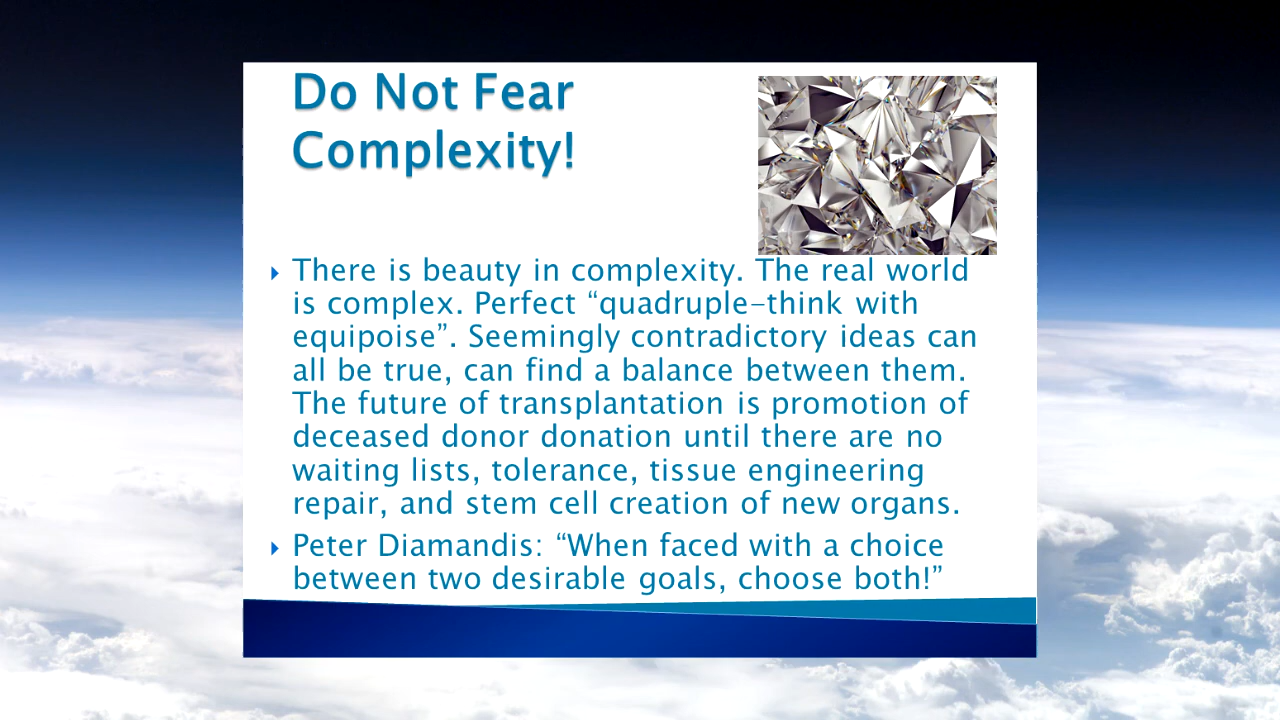 Do Not Fear
Complexity!
There is beauty in complexity. The real world
is complex. Perfect “quadruple-think with
equipoise”. Seemingly contradictory ideas can
all be true, can find a balance between them.
The future of transplantation is promotion of
deceased donor donation until there are no
waiting lists, tolerance, tissue engineering
repair, and stem cell creation of new organs.
Peter Diamandis: “When faced with a choice
between two desirable goals, choose both!”